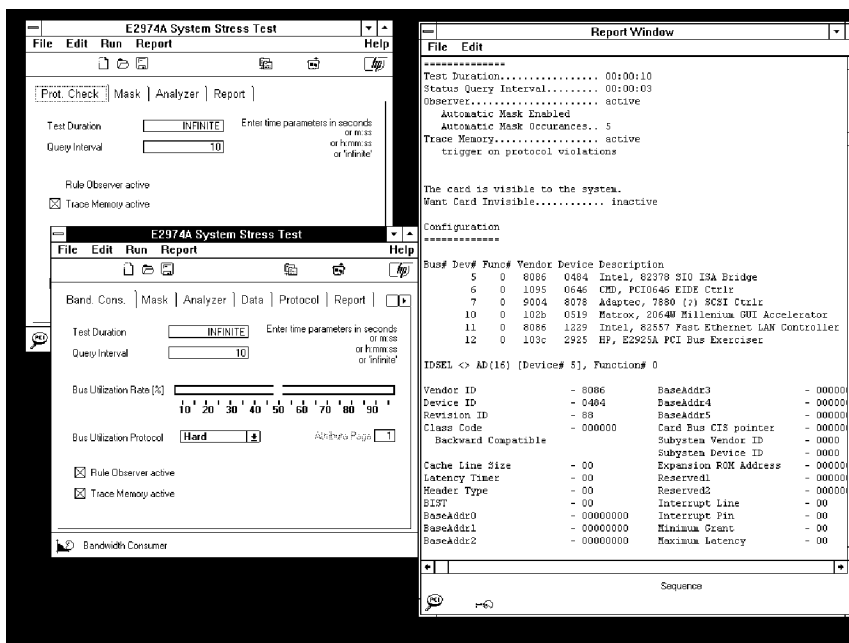 E2974A System Stress Test
File Edit Run Report Help
hp
Prot. Check Mask Analyzer Report
Test Duration INFINITE Enter time parameters in seconds
or m:ss
Query Interval 10 or h:mm:ss
or 'infinite'
Rule Observer active
Trace Memory active
PCI
E2974A System Stress Test
File Edit Run Report Help
hp
Band. Cons. Mask Analyzer Data Protocol Report
Test Duration INFINITE Enter time parameters in seconds
or m:ss
Query Interval 10 or h:mm:ss
or 'infinite'
Bus Utilization Rate [%]
10 20 30 40 50 60 70 80 90
Bus Utilization Protocol Hard Attribute Page 1
Rule Observer active
Trace Memory active
Bandwidth Consumer
Report Window
File Edit
==============
Test Duration................. 00:00:10
Status Query Interval......... 00:00:03
Observer...................... active
Automatic Mask Enabled
Automatic Mask Occurances.. 5
Trace Memory.................. active
trigger on protocol violations
The card is visible to the system.
Want Card Invisible............ inactive
Configuration
=============
Bus# Dev# Func# Vendor Device Description
5 0 8086 0484 Intel, 82378 SIO ISA Bridge
6 0 1095 0646 CMD, PCI0646 EIDE Ctrlr
7 0 9004 8078 Adaptec, 7880 (?) SCSI Ctrlr
10 0 102b 0519 Matrox, 2064W Millenium GUI Accelerator
11 0 8086 1229 Intel, 82557 Fast Ethernet LAN Controller
12 0 103c 2925 HP, E2925A PCI Bus Exerciser
IDSEL <> AD(16) [Device# 5], Function# 0
Vendor ID - 8086 BaseAddr3 - 00000
Device ID - 0484 BaseAddr4 - 00000
Revision ID - 88 BaseAddr5 - 00000
Class Code - 000000 Card Bus CIS pointer - 00000
Backward Compatible Subystem Vendor ID - 0000
Subystem Device ID - 0000
Cache Line Size - 00 Expansion ROM Address - 00000
Latency Timer - 00 Reserved1 - 00000
Header Type - 00 Reserved2 - 00000
BIST - 00 Interrupt Line - 00
BaseAddr0 - 00000000 Interrupt Pin - 00
BaseAddr1 - 00000000 Minimum Grant - 00
BaseAddr2 - 00000000 Maximum Latency - 00
Sequence
PCI